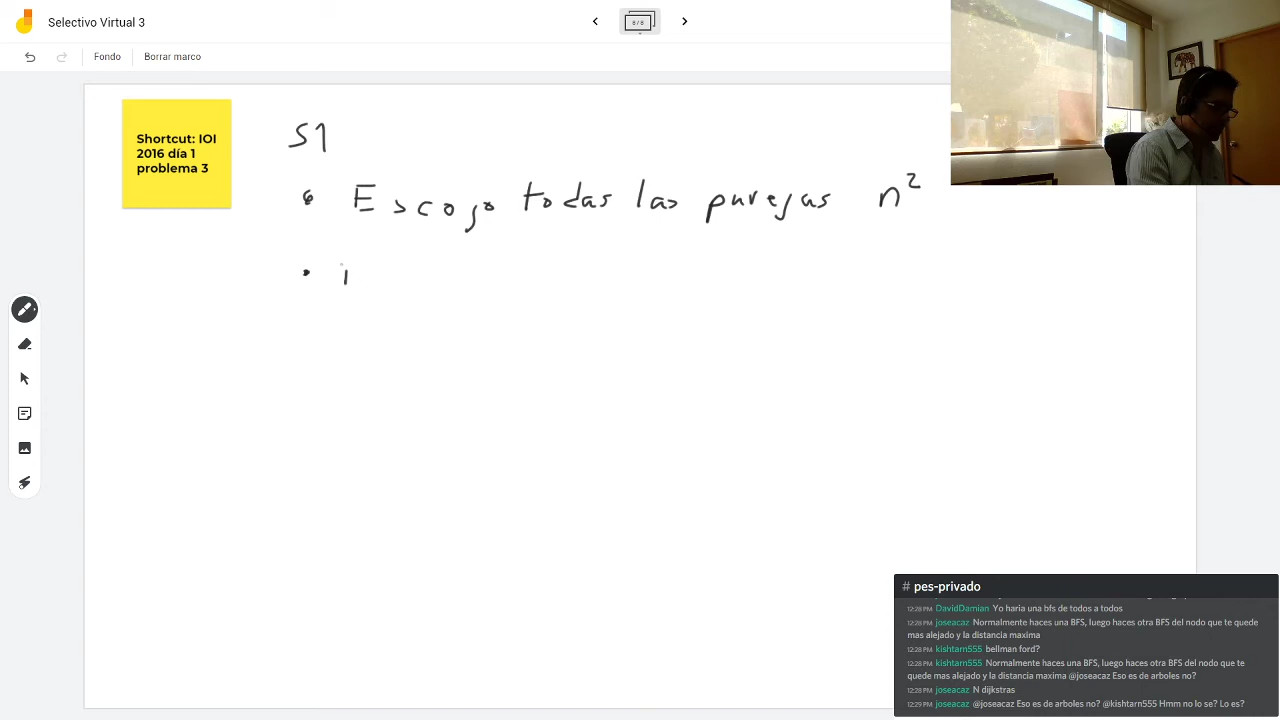 Selectivo Virtual 3
8 / 8
Fondo
Borrar marco
Shortcut: IOI
2016 día 1
problema 3
S1
• Escojo todas las parejas n²
• i
# pes-privado
12:28 PM DavidDamian Yo haria una bfs de todos a todos
12:28 PM joseacaz Normalmente haces una BFS, luego haces otra BFS del nodo que te quede
mas alejado y la distancia maxima
12:28 PM kishtarn555 bellman ford?
12:28 PM kishtarn555 Normalmente haces una BFS, luego haces otra BFS del nodo que te
quede mas alejado y la distancia maxima @joseacaz Eso es de arboles no?
12:28 PM joseacaz N dijkstras
12:29 PM joseacaz @joseacaz Eso es de arboles no? @kishtarn555 Hmm no lo se? Lo es?